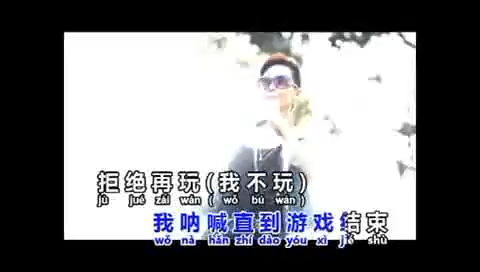 拒绝再玩(我不玩)
jù jué zài wán ( wǒ bù wán )
我呐喊直到游戏结束
wǒ nà hǎn zhí dào yóu xì jié shù